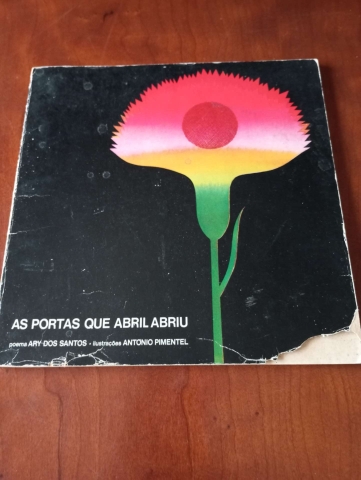 AS PORTAS QUE ABRIL ABRIU
poema ARY DOS SANTOS - ilustrações ANTONIO PIMENTEL